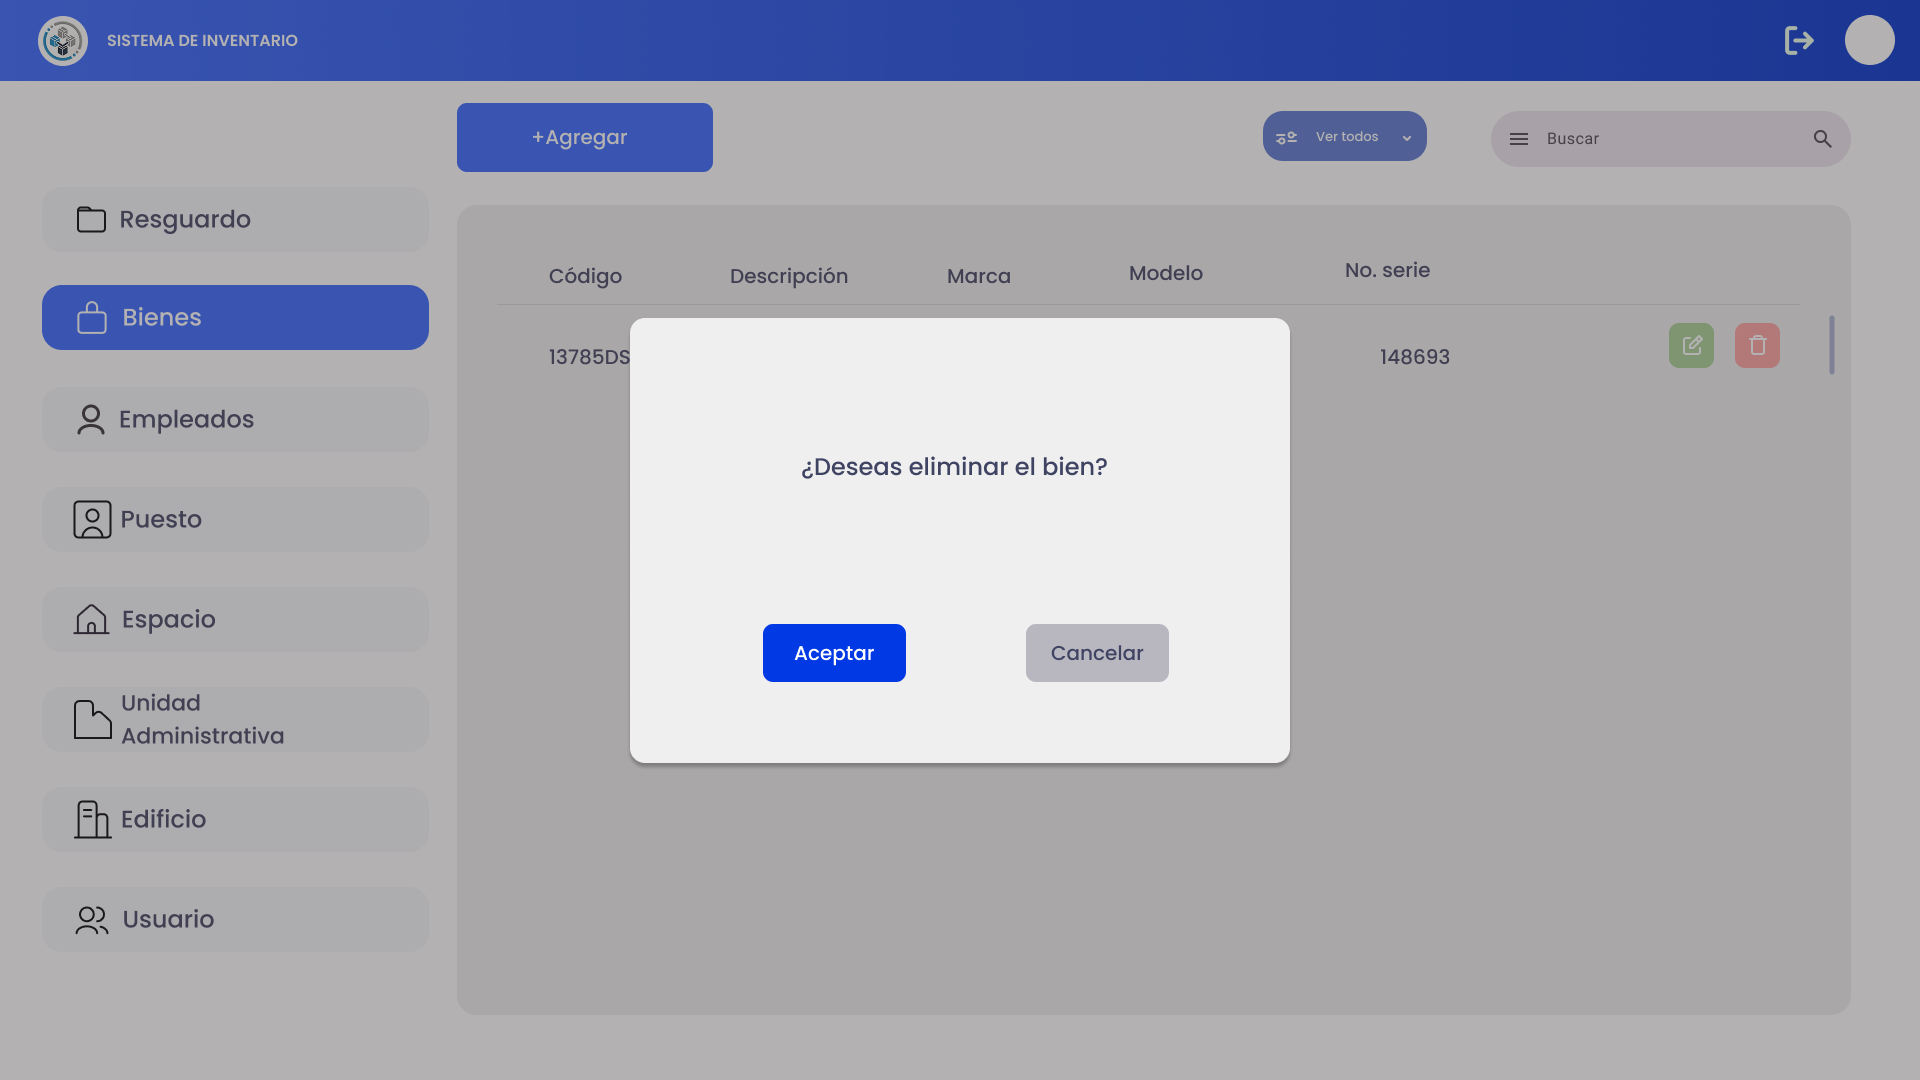 SISTEMA DE INVENTARIO
+Agregar
Ver todos
Buscar
Resguardo
Bienes
Empleados
Puesto
Espacio
Unidad
Administrativa
Edificio
Usuario
Código Descripción Marca Modelo No. serie
13785DS 148693
¿Deseas eliminar el bien?
Aceptar Cancelar